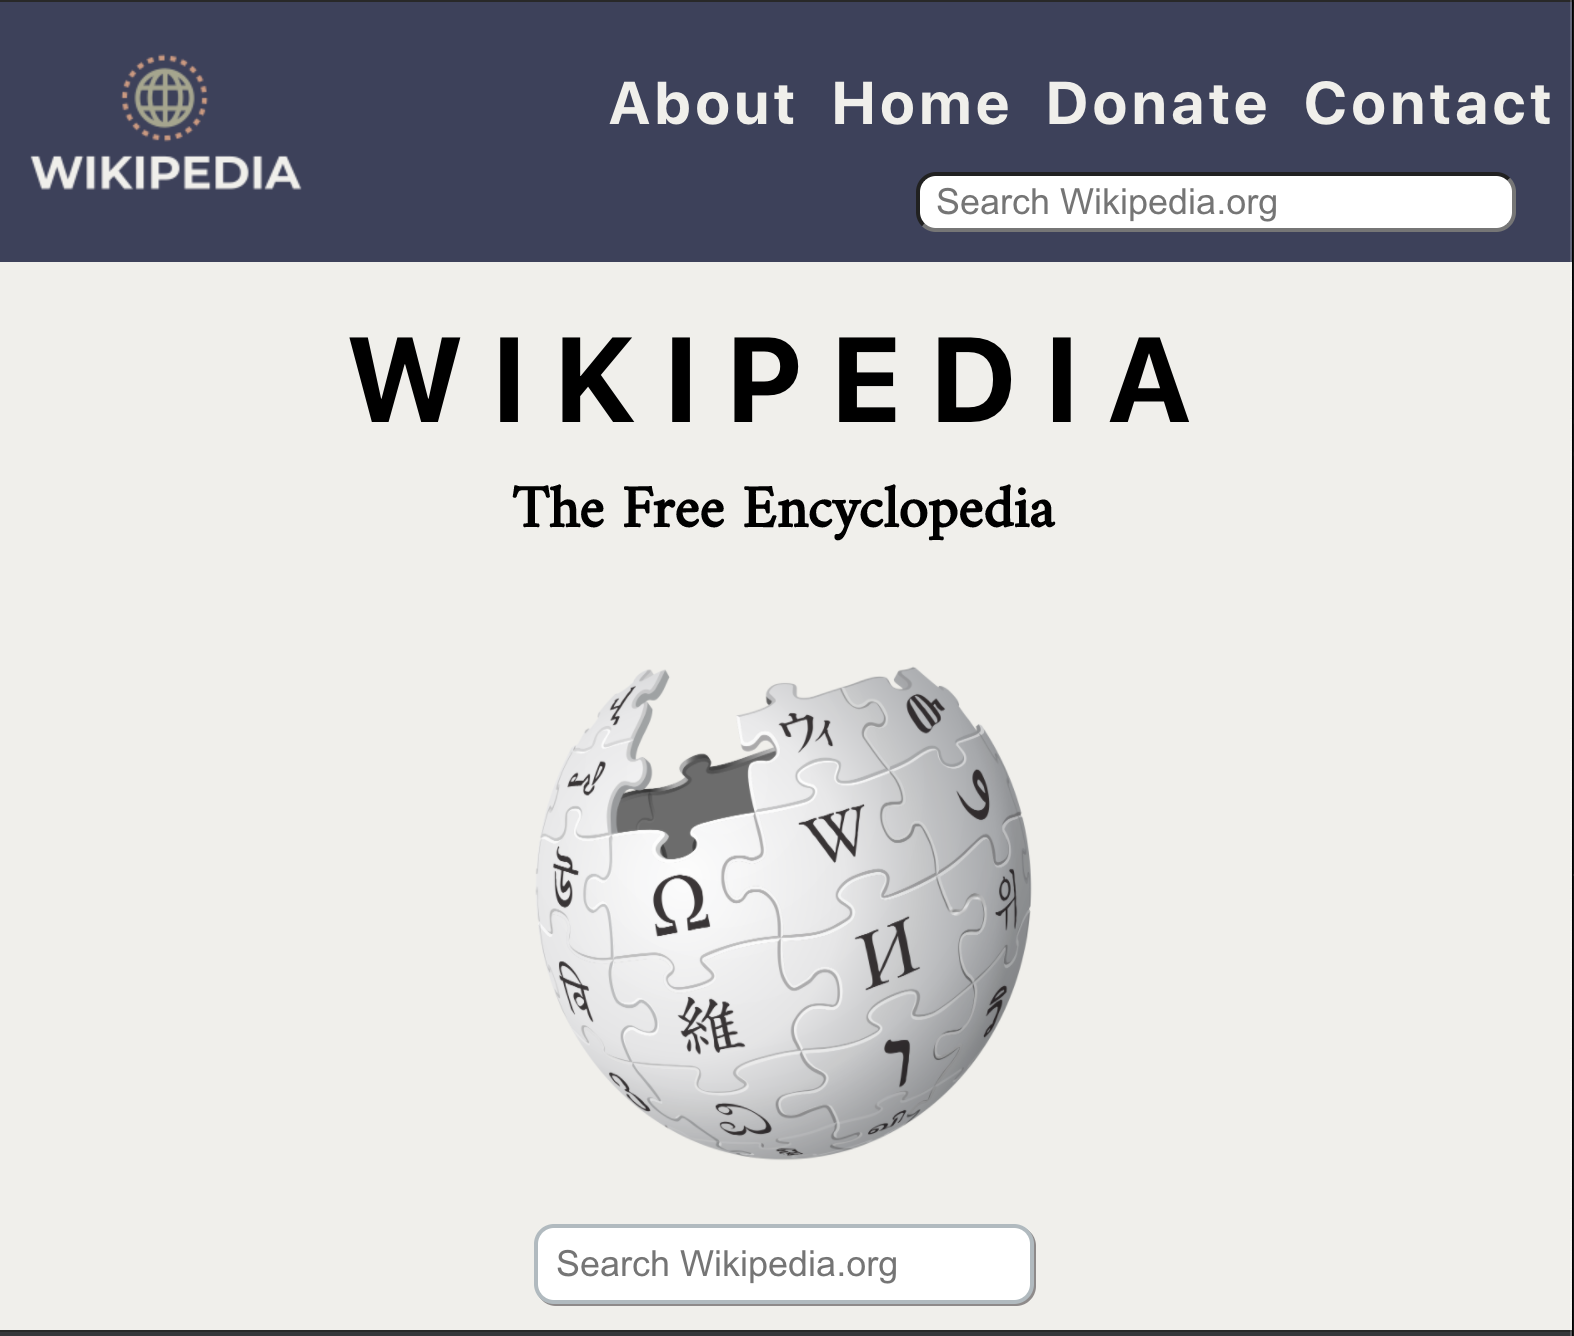 WIKIPEDIA
About Home Donate Contact
Search Wikipedia.org
WIKIPEDIA
The Free Encyclopedia
ウィ
W
و
Ω
위
И
維
वि
ר
Search Wikipedia.org